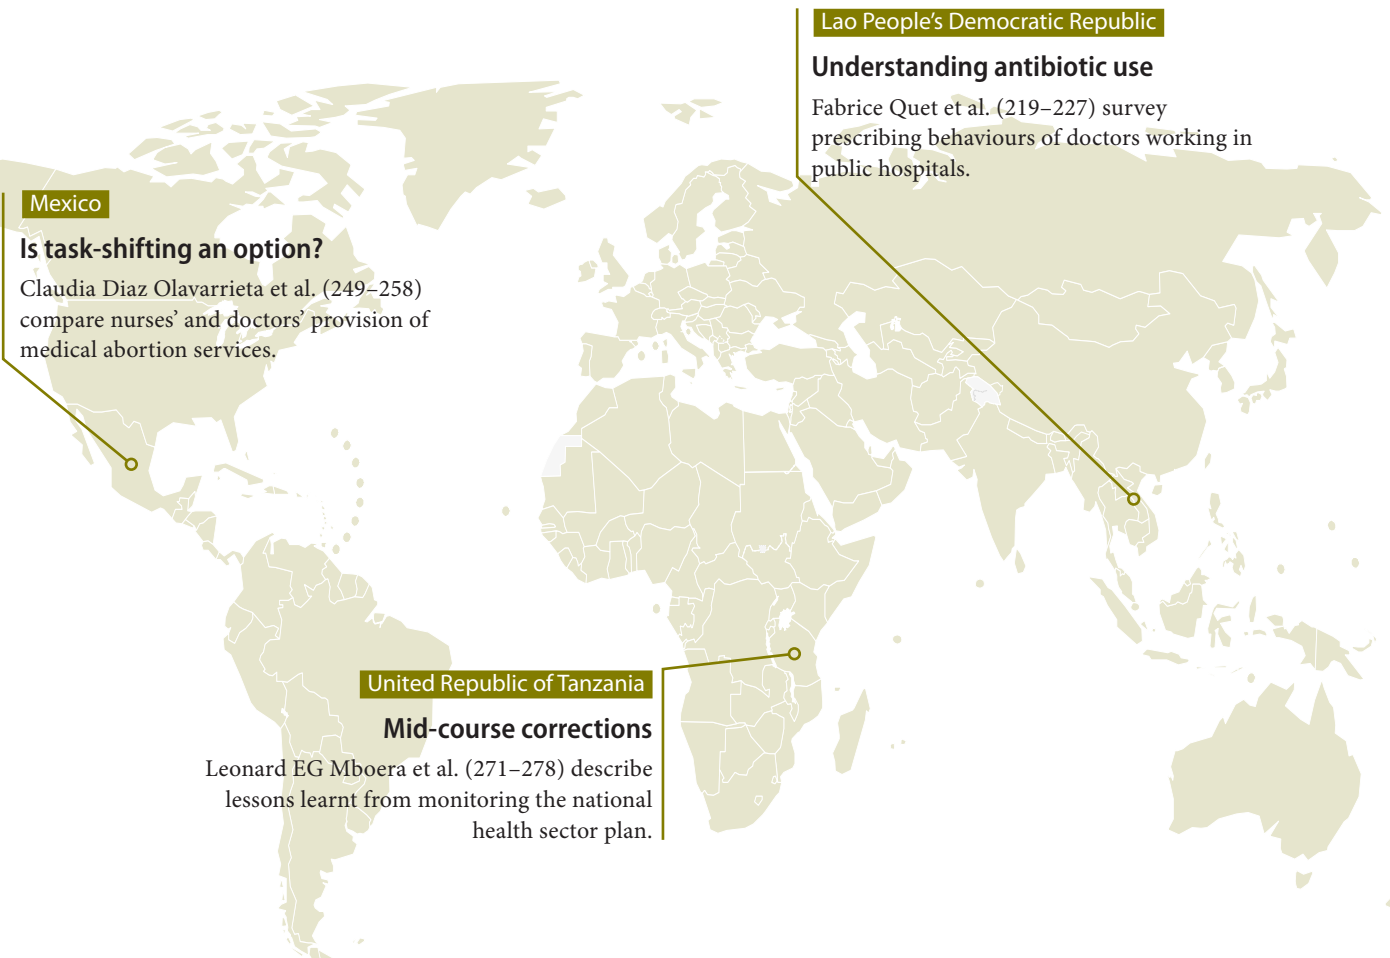 Lao People’s Democratic Republic
Understanding antibiotic use
Fabrice Quet et al. (219–227) survey
prescribing behaviours of doctors working in
public hospitals.
Mexico
Is task-shifting an option?
Claudia Diaz Olavarrieta et al. (249–258)
compare nurses’ and doctors’ provision of
medical abortion services.
United Republic of Tanzania
Mid-course corrections
Leonard EG Mboera et al. (271–278) describe
lessons learnt from monitoring the national
health sector plan.